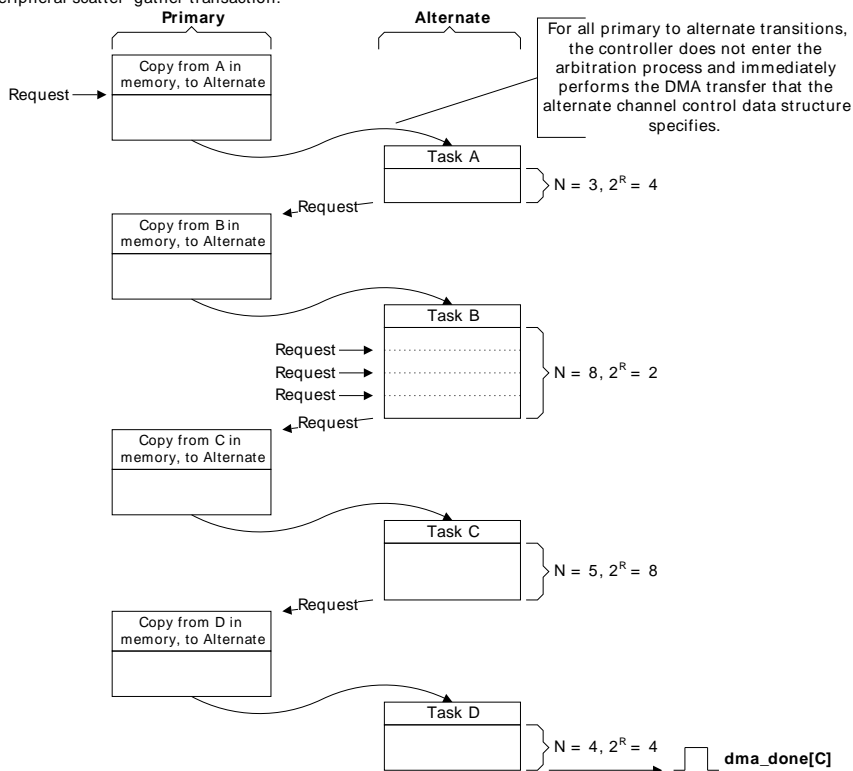 eripheral scatter-gather transaction.
Primary
Alternate
For all primary to alternate transitions,
the controller does not enter the
arbitration process and immediately
performs the DMA transfer that the
alternate channel control data structure
specifies.
Copy from A in
memory, to Alternate
Request
Task A
N = 3, 2^R = 4
Request
Copy from B in
memory, to Alternate
Task B
Request
Request
Request
N = 8, 2^R = 2
Request
Copy from C in
memory, to Alternate
Task C
N = 5, 2^R = 8
Request
Copy from D in
memory, to Alternate
Task D
N = 4, 2^R = 4
dma_done[C]